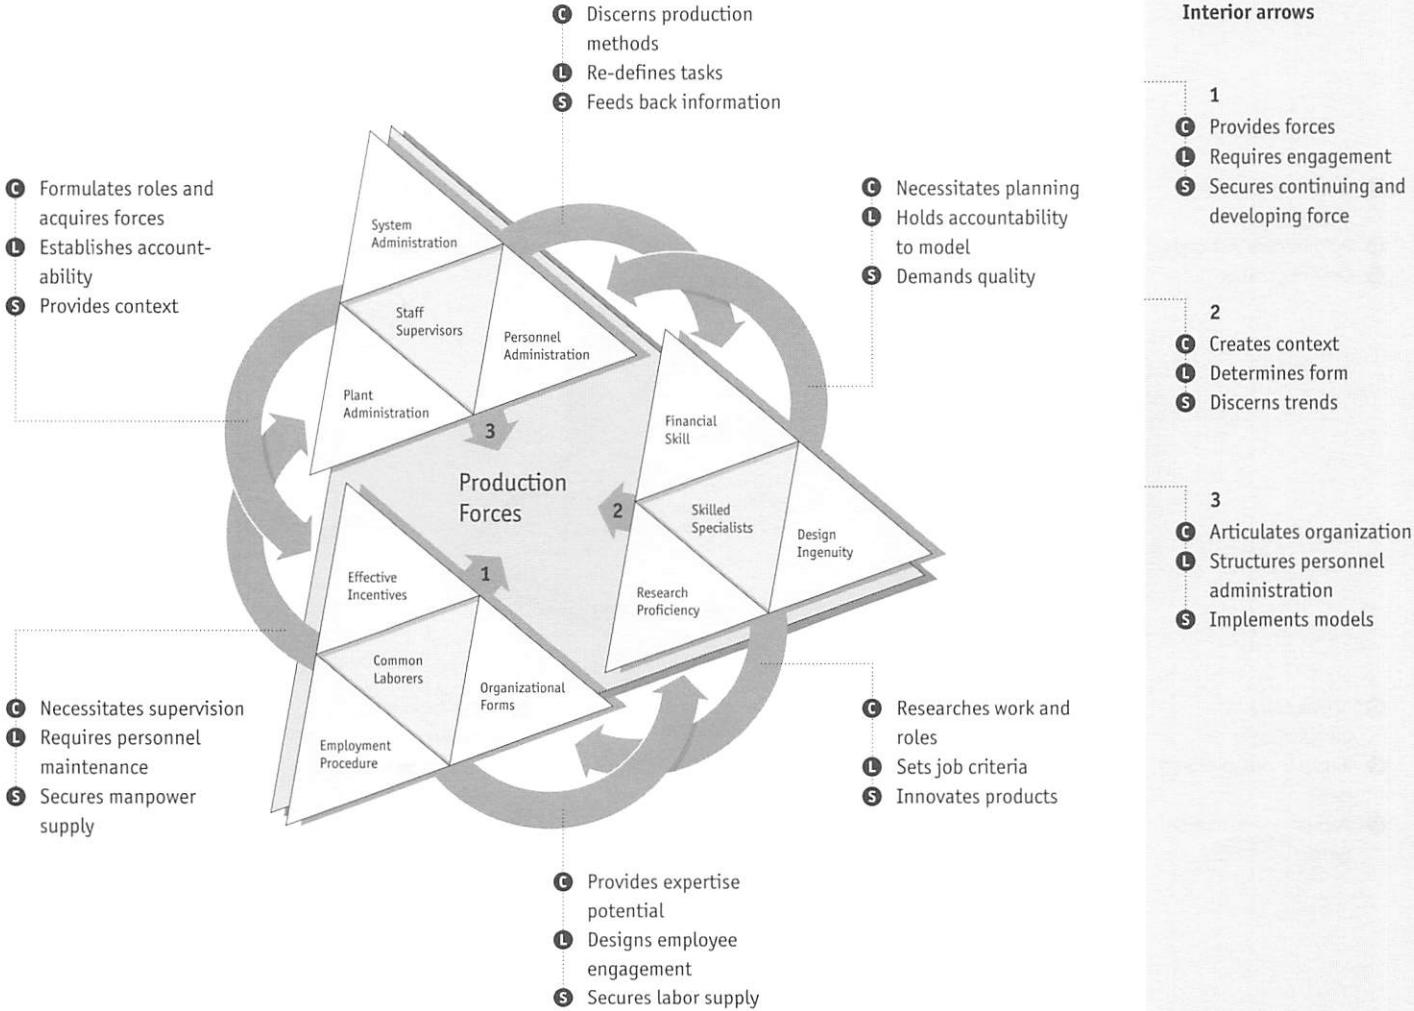 C Discerns production
methods
L Re-defines tasks
S Feeds back information
C Formulates roles and
acquires forces
L Establishes account-
ability
S Provides context
C Necessitates planning
L Holds accountability
to model
S Demands quality
System
Administration
Staff
Supervisors
Personnel
Administration
Plant
Administration
3
Production
Forces
Financial
Skill
2
Skilled
Specialists
Design
Ingenuity
Research
Proficiency
1
Effective
Incentives
Common
Laborers
Organizational
Forms
Employment
Procedure
C Necessitates supervision
L Requires personnel
maintenance
S Secures manpower
supply
C Researches work and
roles
L Sets job criteria
S Innovates products
C Provides expertise
potential
L Designs employee
engagement
S Secures labor supply
Interior arrows
1
C Provides forces
L Requires engagement
S Secures continuing and
developing force
2
C Creates context
L Determines form
S Discerns trends
3
C Articulates organization
L Structures personnel
administration
S Implements models